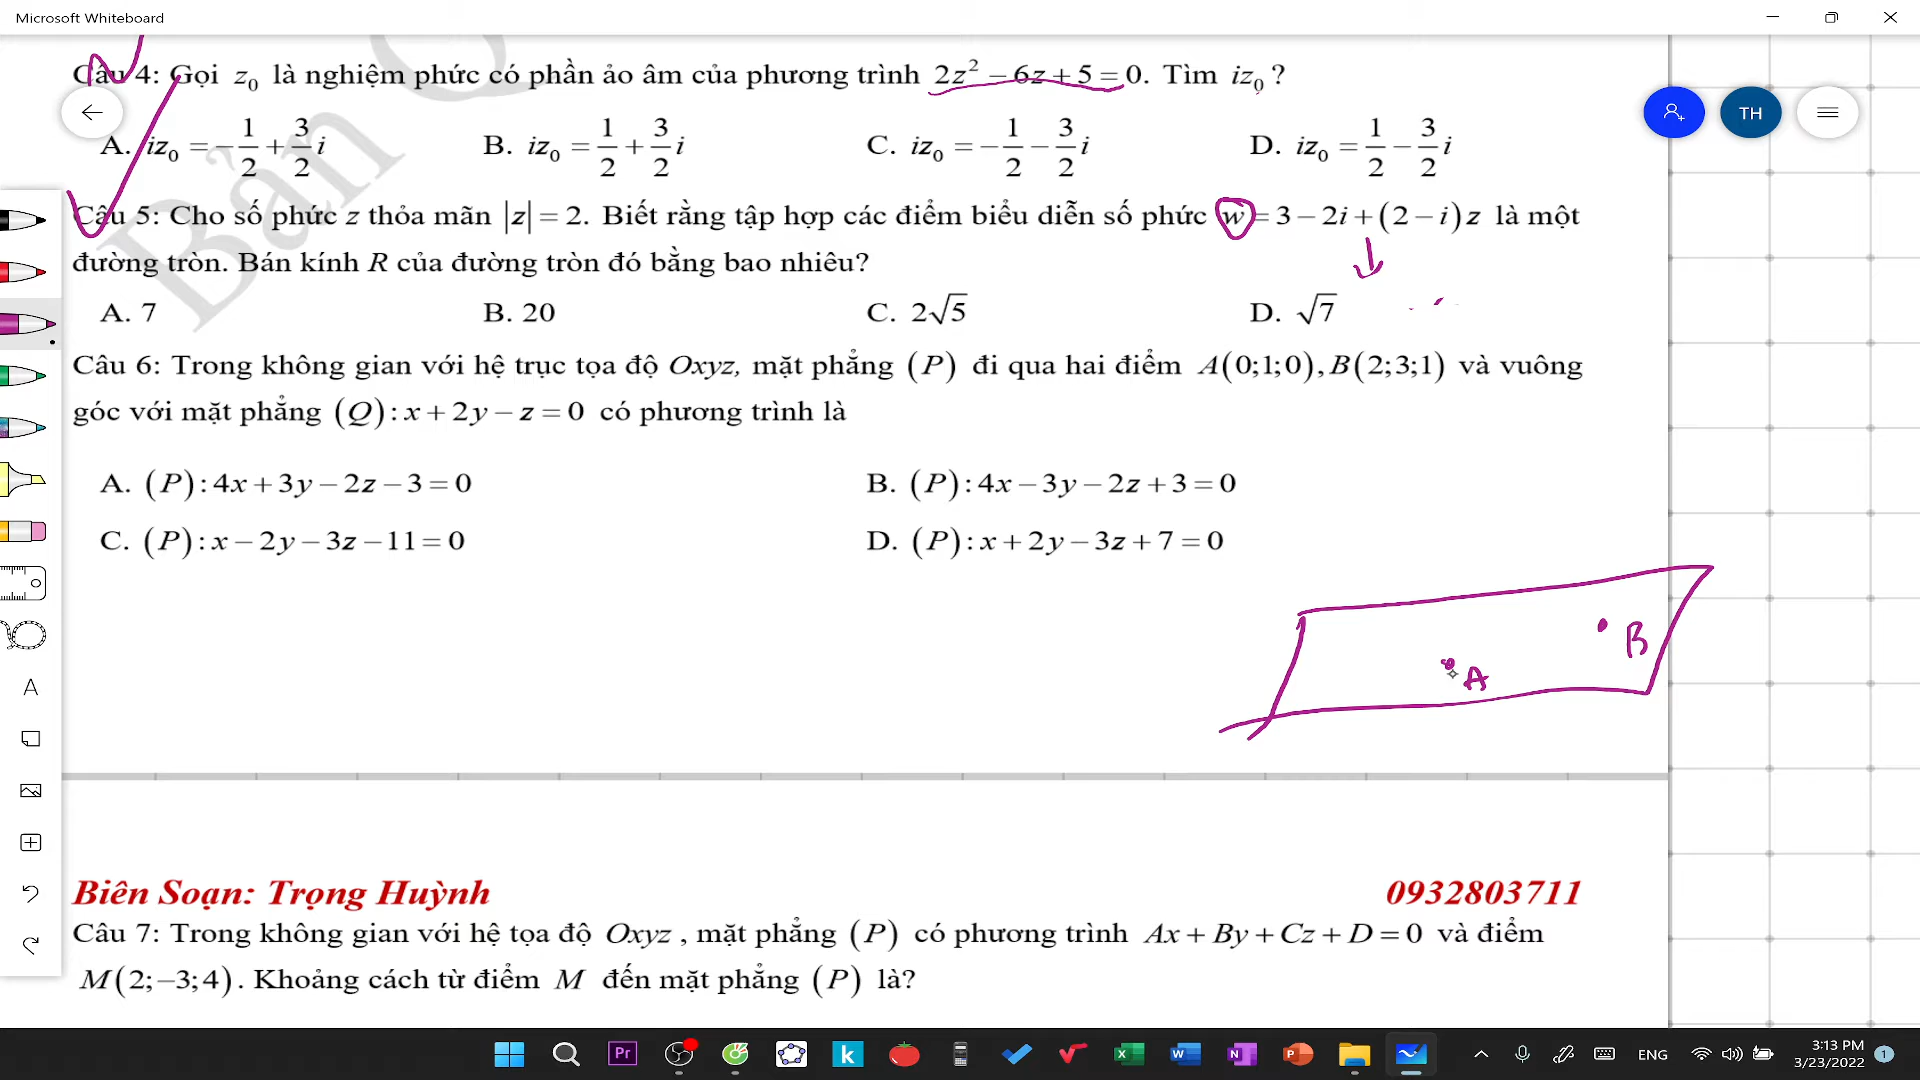 Microsoft Whiteboard
Câu 4: Gọi z₀ là nghiệm phức có phần ảo âm của phương trình 2z² − 6z + 5 = 0. Tìm iz₀ ?
A. iz₀ = −1/2 + 3/2 i B. iz₀ = 1/2 + 3/2 i C. iz₀ = −1/2 − 3/2 i D. iz₀ = 1/2 − 3/2 i
TH
Câu 5: Cho số phức z thỏa mãn |z| = 2. Biết rằng tập hợp các điểm biểu diễn số phức w = 3 − 2i + (2 − i)z là một
đường tròn. Bán kính R của đường tròn đó bằng bao nhiêu?
A. 7 B. 20 C. 2√5 D. √7
Câu 6: Trong không gian với hệ trục tọa độ Oxyz, mặt phẳng (P) đi qua hai điểm A(0;1;0), B(2;3;1) và vuông
góc với mặt phẳng (Q): x + 2y − z = 0 có phương trình là
A. (P): 4x + 3y − 2z − 3 = 0 B. (P): 4x − 3y − 2z + 3 = 0
C. (P): x − 2y − 3z − 11 = 0 D. (P): x + 2y − 3z + 7 = 0
B
A
Biên Soạn: Trọng Huỳnh 0932803711
Câu 7: Trong không gian với hệ tọa độ Oxyz, mặt phẳng (P) có phương trình Ax + By + Cz + D = 0 và điểm
M(2;−3;4). Khoảng cách từ điểm M đến mặt phẳng (P) là?
Bản Q
ENG
3:13 PM
3/23/2022
1